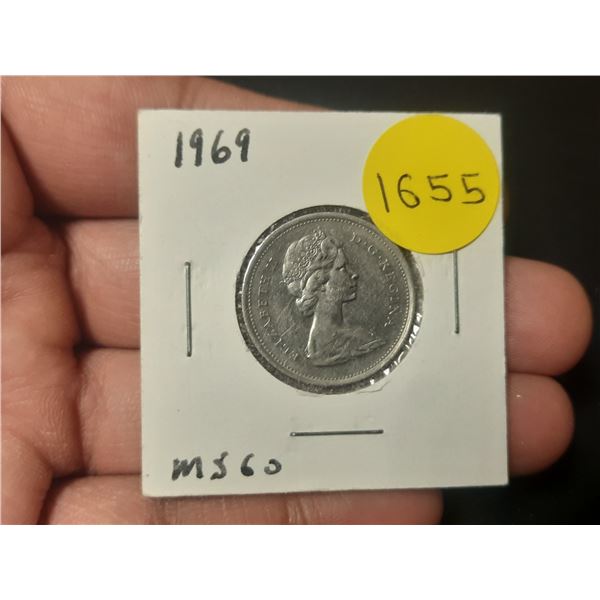 1969
1655
ELIZABETH II D·G·REGINA
MS60